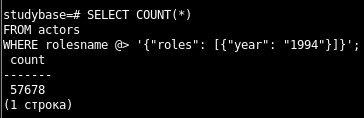 studybase=# SELECT COUNT(*)
FROM actors
WHERE rolesname @> '{"roles": [{"year": "1994"}]}';
 count
-------
 57678
(1 строка)